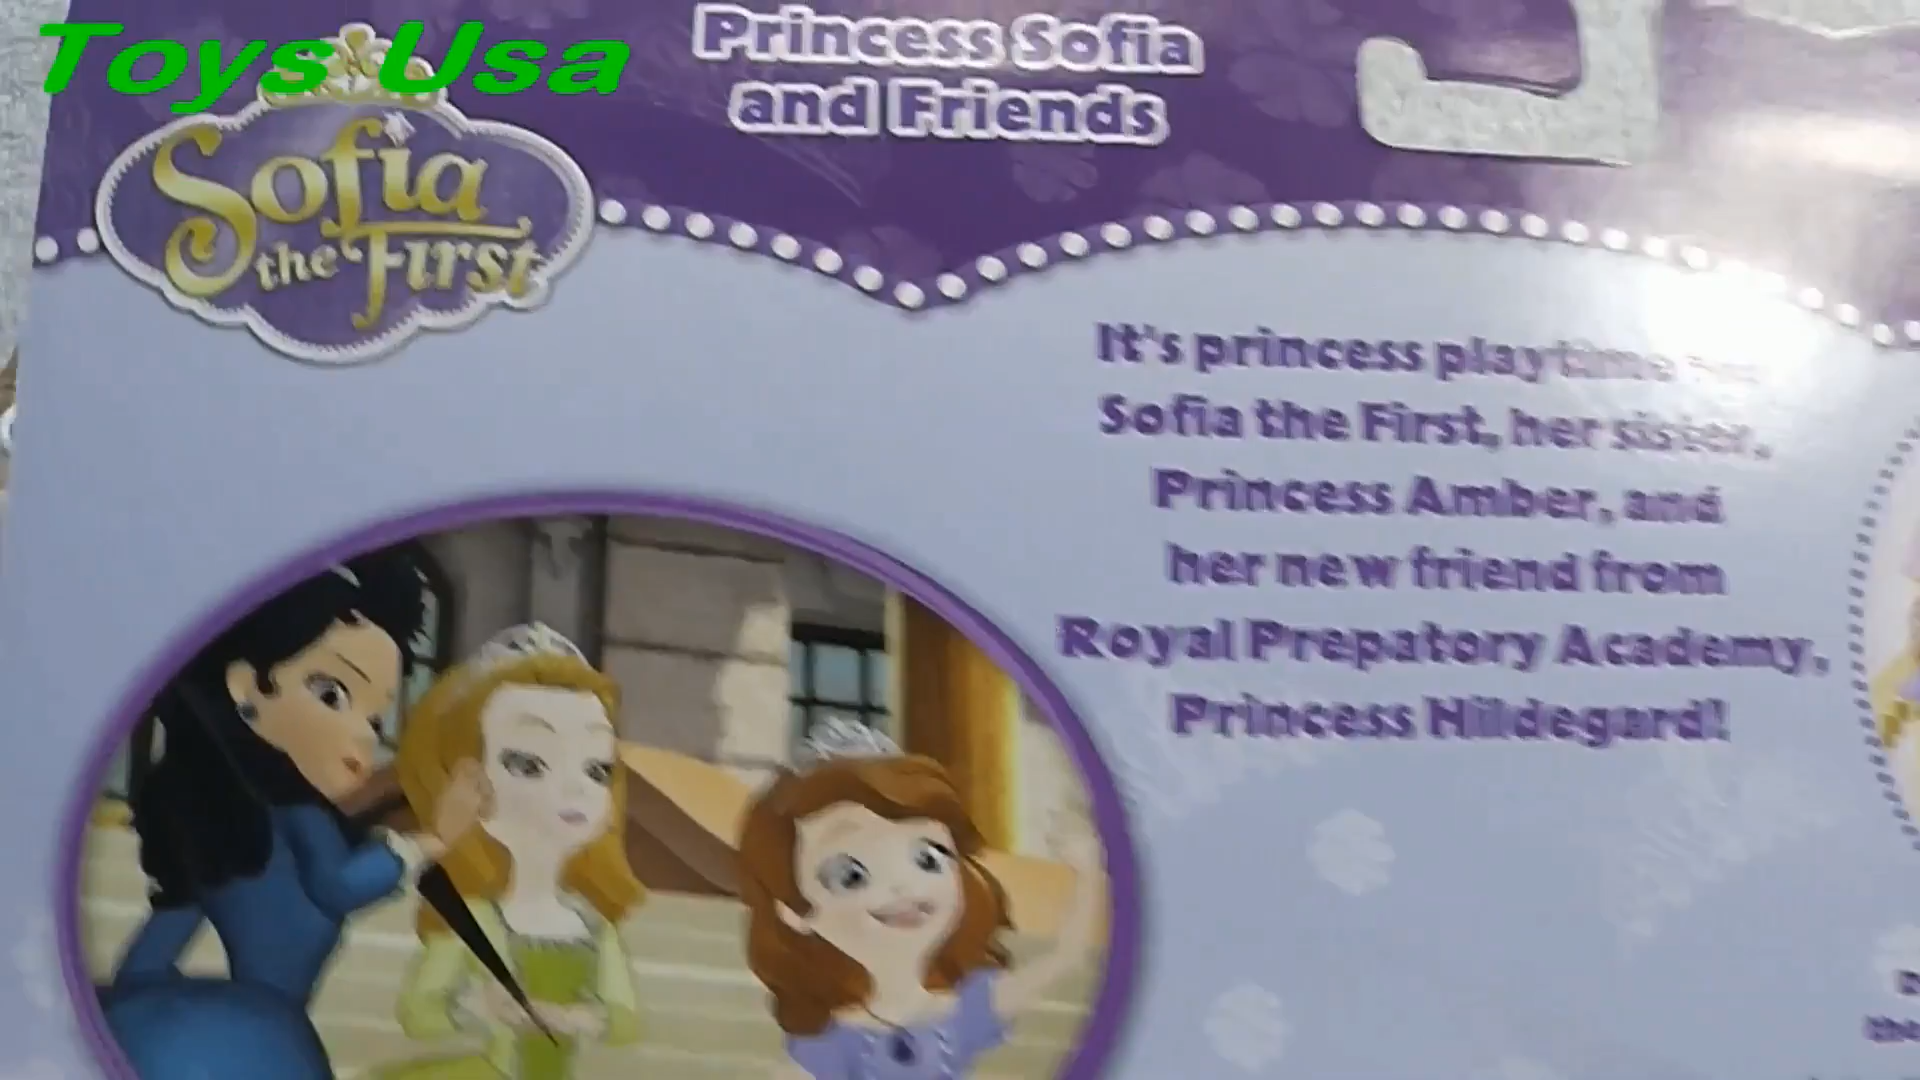 Toys Usa
Princess Sofia
and Friends
Sofia
the First
It's princess playtime
Sofia the First, her sister,
Princess Amber, and
her new friend from
Royal Prepatory Academy,
Princess Hildegard!
the